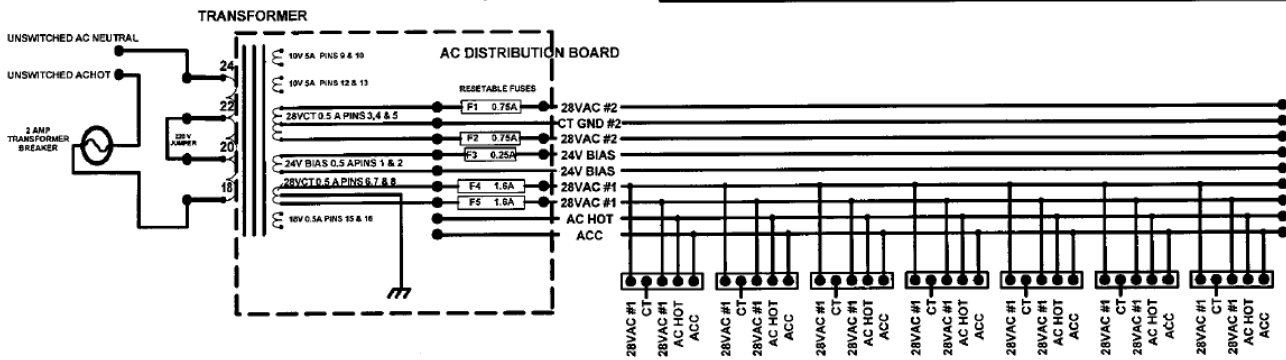 TRANSFORMER
UNSWITCHED AC NEUTRAL
UNSWITCHED ACHOT
2 AMP
TRANSFORMER
BREAKER
220 V
JUMPER
24
22
20
18
10V 5A PINS 9 & 10
10V 5A PINS 12 & 13
28VCT 0.5 A PINS 3,4 & 5
24V BIAS 0.5 APINS 1 & 2
28VCT 0.5 A PINS 6,7 & 8
18V 0.5A PINS 15 & 16
AC DISTRIBUTION BOARD
RESETABLE FUSES
F1 0.75A
F2 0.75A
F3 0.25A
F4 1.6A
F5 1.6A
28VAC #2
CT GND #2
28VAC #2
24V BIAS
24V BIAS
28VAC #1
28VAC #1
AC HOT
ACC
28VAC #1
CT
28VAC #1
AC HOT
ACC
28VAC #1
CT
28VAC #1
AC HOT
ACC
28VAC #1
CT
28VAC #1
AC HOT
ACC
28VAC #1
CT
28VAC #1
AC HOT
ACC
28VAC #1
CT
28VAC #1
AC HOT
ACC
28VAC #1
CT
28VAC #1
AC HOT
ACC
28VAC #1
CT
28VAC #1
AC HOT
ACC